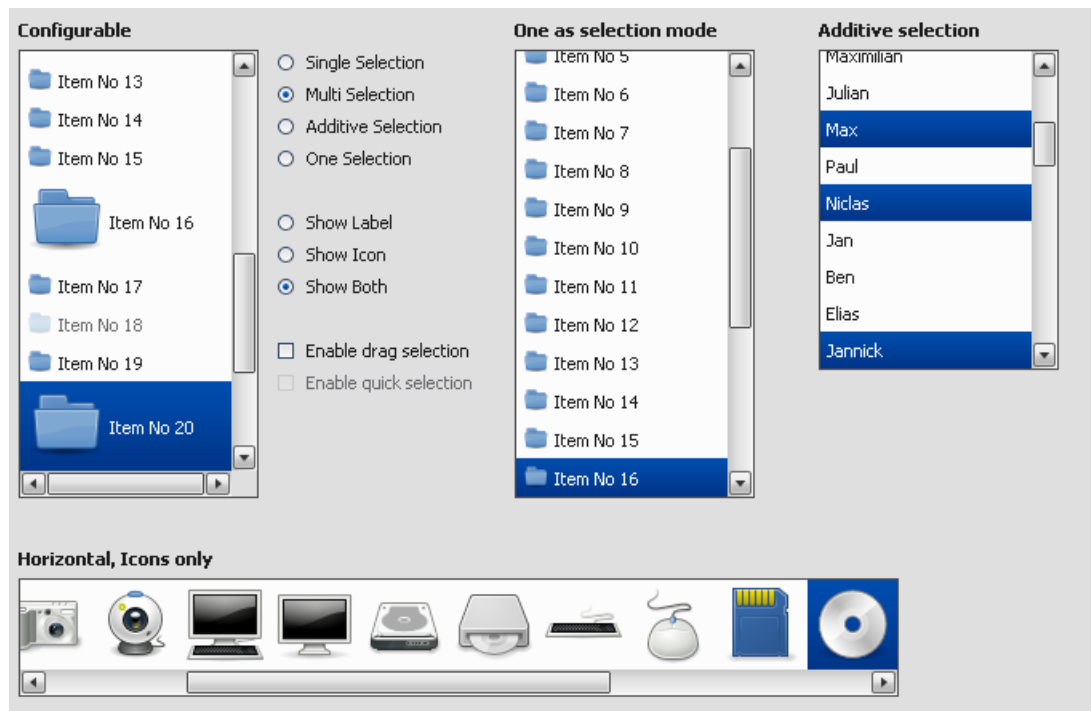 Configurable
Item No 13
Item No 14
Item No 15
Item No 16
Item No 17
Item No 18
Item No 19
Item No 20
Single Selection
Multi Selection
Additive Selection
One Selection
Show Label
Show Icon
Show Both
Enable drag selection
Enable quick selection
One as selection mode
Item No 5
Item No 6
Item No 7
Item No 8
Item No 9
Item No 10
Item No 11
Item No 12
Item No 13
Item No 14
Item No 15
Item No 16
Additive selection
Maximilian
Julian
Max
Paul
Niclas
Jan
Ben
Elias
Jannick
Horizontal, Icons only